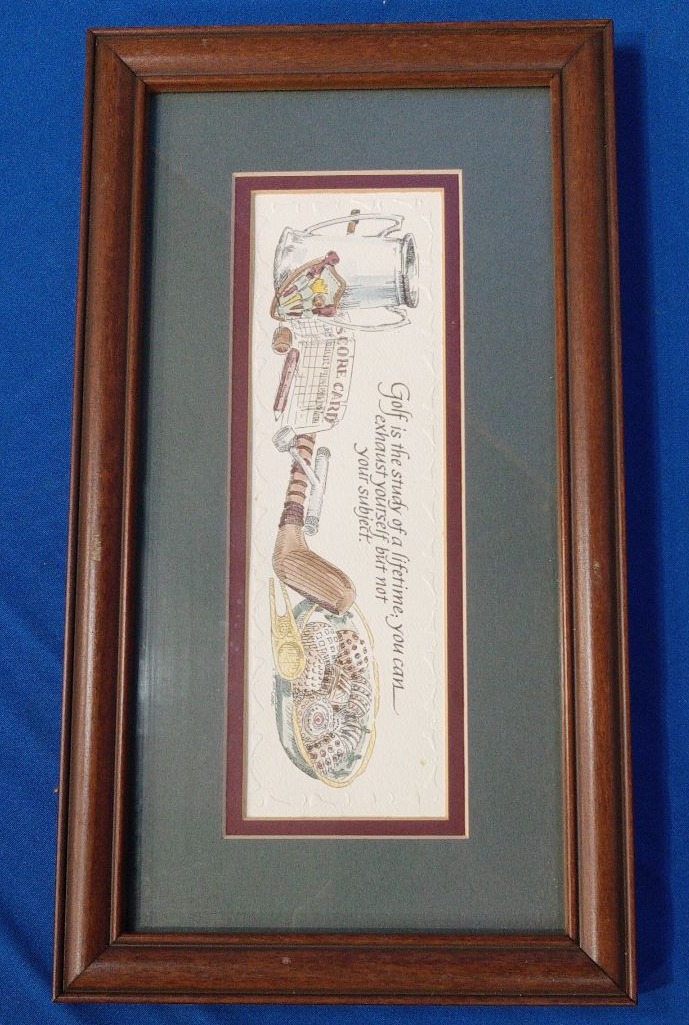 Golf is the study of a lifetime; you can
exhaust yourself but not
your subject.
SCORE CARD